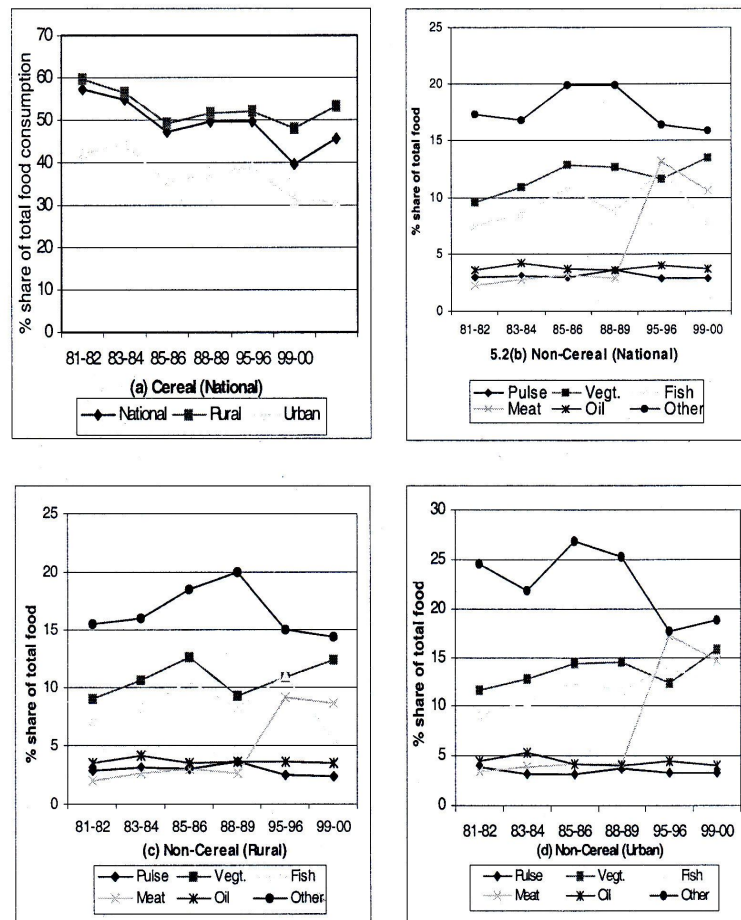 % share of total food consumption
70
60
50
40
30
20
10
0
81-82 83-84 85-86 88-89 95-96 99-00
(a) Cereal (National)
National Rural Urban
% share of total food
25
20
15
10
5
0
81-82 83-84 85-86 88-89 95-96 99-00
5.2(b) Non-Cereal (National)
Pulse Vegt. Fish
Meat Oil Other
% share of total food
25
20
15
10
5
0
81-82 83-84 85-86 88-89 95-96 99-00
(c) Non-Cereal (Rural)
Pulse Vegt. Fish
Meat Oil Other
% share of total food
30
25
20
15
10
5
0
81-82 83-84 85-86 88-89 95-96 99-00
(d) Non-Cereal (Urban)
Pulse Vegt. Fish
Meat Oil Other